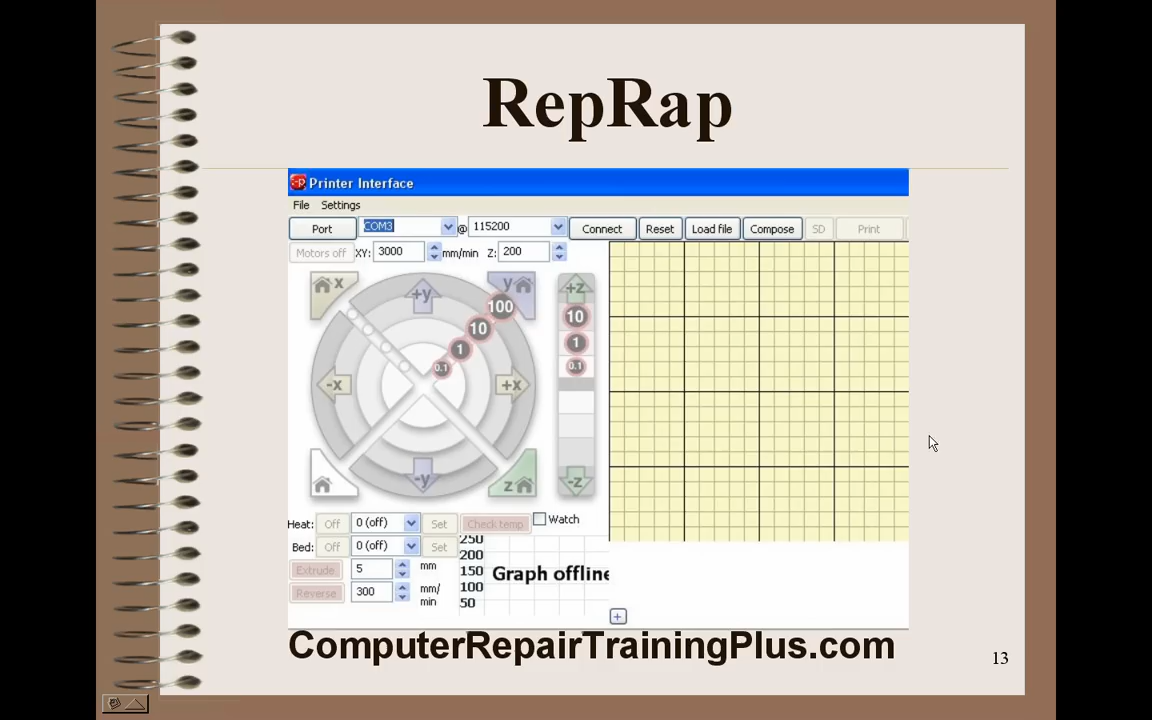 RepRap
Printer Interface
File Settings
Port COM3 @ 115200 Connect Reset Load file Compose SD Print
Motors off XY: 3000 mm/min Z: 200
x +y y +z
100 10
10 1
1 0.1
0.1
-x +x
-y z -z
Heat: Off 0 (off) Set Check temp Watch
Bed: Off 0 (off) Set
Extrude 5 mm
Reverse 300 mm/
min
250
200
150 Graph offline
100
50
ComputerRepairTrainingPlus.com
13